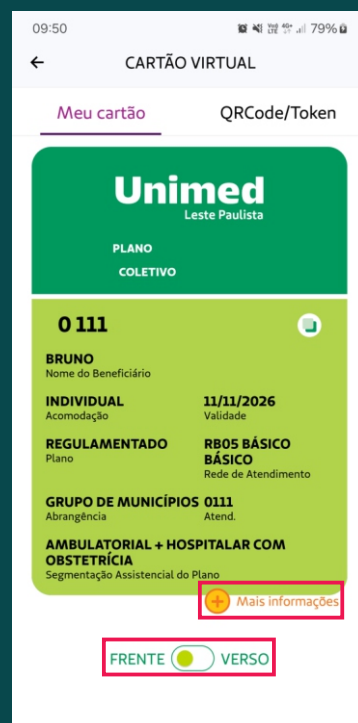 09:50 79%
CARTÃO VIRTUAL
Meu cartão QRCode/Token
Unimed
Leste Paulista
PLANO
COLETIVO
0 111
BRUNO
Nome do Beneficiário
INDIVIDUAL 11/11/2026
Acomodação Validade
REGULAMENTADO RB05 BÁSICO
Plano BÁSICO
Rede de Atendimento
GRUPO DE MUNICÍPIOS 0111
Abrangência Atend.
AMBULATORIAL + HOSPITALAR COM
OBSTETRÍCIA
Segmentação Assistencial do Plano
Mais informações
FRENTE VERSO